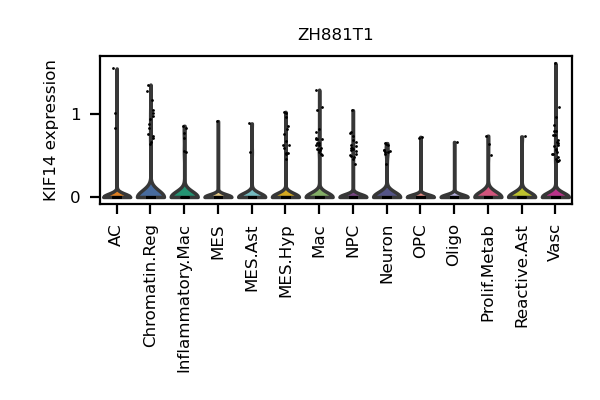 ZH881T1
KIF14 expression
1
0
AC
Chromatin.Reg
Inflammatory.Mac
MES
MES.Ast
MES.Hyp
Mac
NPC
Neuron
OPC
Oligo
Prolif.Metab
Reactive.Ast
Vasc